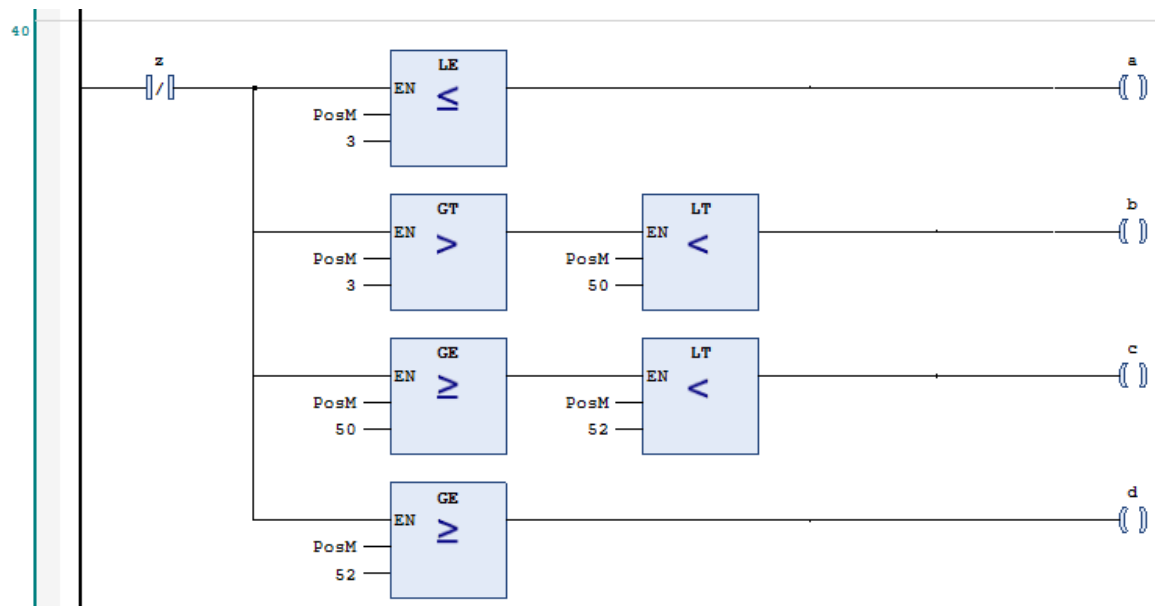 40
z
LE
a
EN
≤
PosM
3
GT
LT
b
EN
>
EN
<
PosM
PosM
3
50
GE
LT
c
EN
≥
EN
<
PosM
PosM
50
52
GE
d
EN
≥
PosM
52